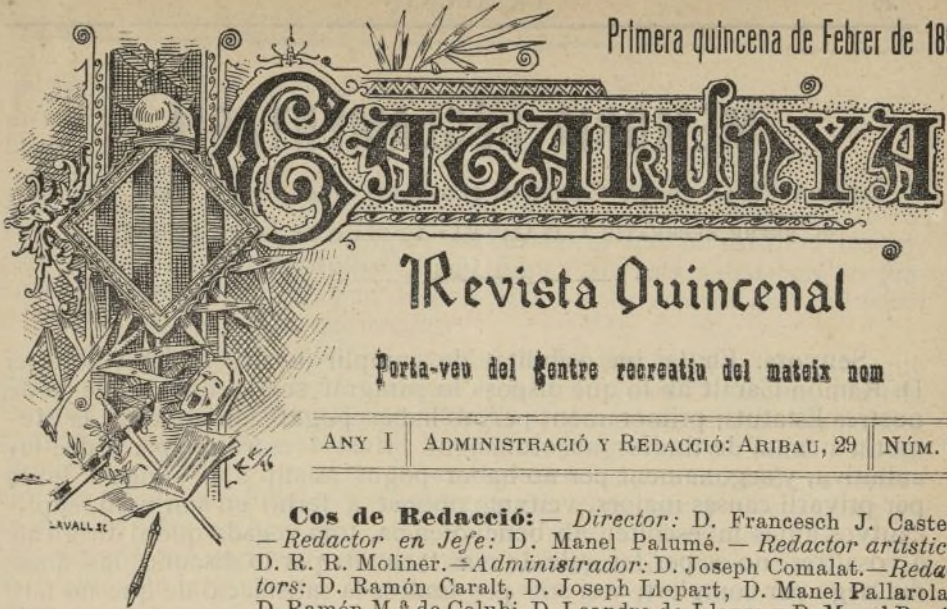 Primera quincena de Febrer de 18
CATALUNYA
Revista Quincenal
Porta-veu del Centre recreatiu del mateix nom
ANY I ADMINISTRACIÓ Y REDACCIÓ: ARIBAU, 29 NÚM.
LAVALL SC
Cos de Redacció: — Director: D. Francesch J. Caste
— Redactor en Jefe: D. Manel Palumé. — Redactor artistic
D. R. R. Moliner. — Administrador: D. Joseph Comalat. — Reda
tors: D. Ramón Caralt, D. Joseph Llopart, D. Manel Pallarola